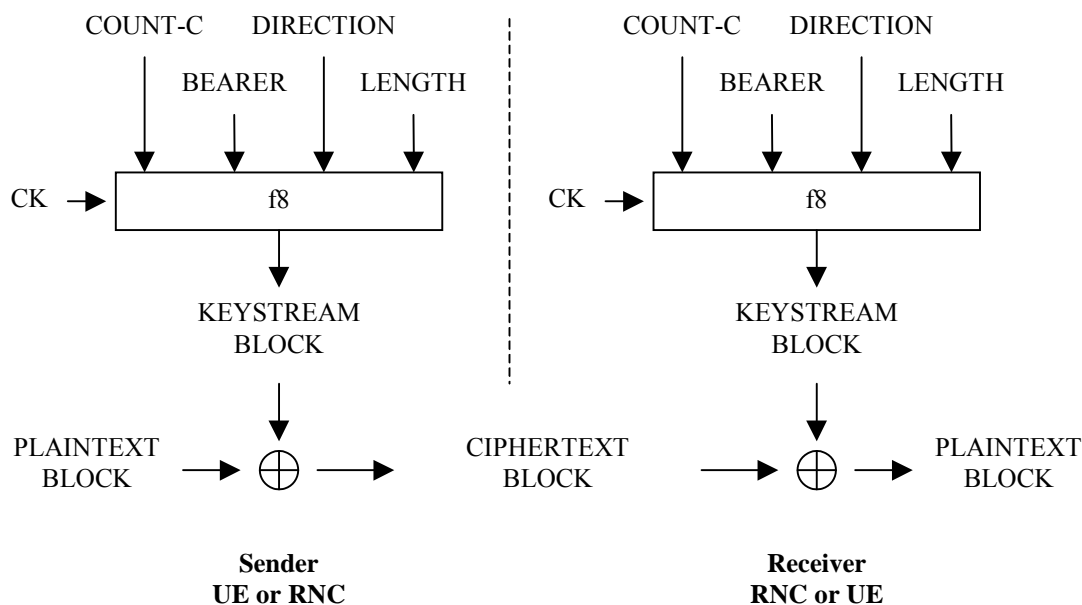 COUNT-C DIRECTION COUNT-C DIRECTION
BEARER LENGTH BEARER LENGTH
CK f8 CK f8
KEYSTREAM KEYSTREAM
BLOCK BLOCK
PLAINTEXT CIPHERTEXT PLAINTEXT
BLOCK BLOCK BLOCK
Sender Receiver
UE or RNC RNC or UE